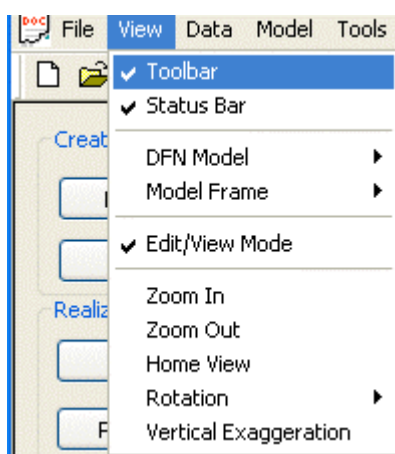 DOC File View Data Model Tools
Toolbar
Status Bar
Creat
DFN Model
Model Frame
Edit/View Mode
Zoom In
Realiz
Zoom Out
Home View
Rotation
Vertical Exaggeration